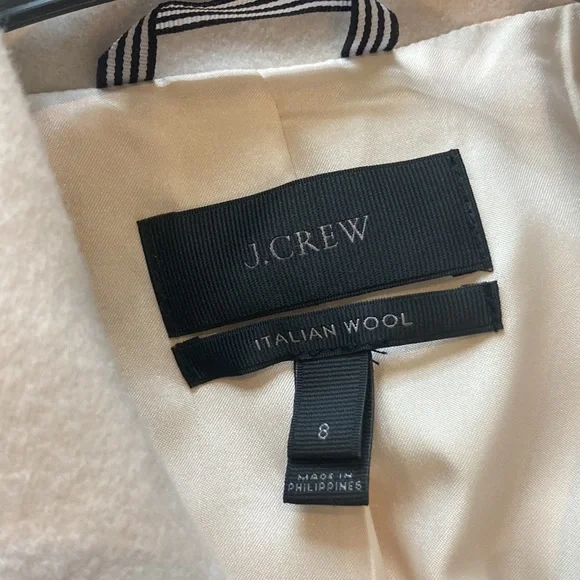 J.CREW
ITALIAN WOOL
8
MADE IN
PHILIPPINES